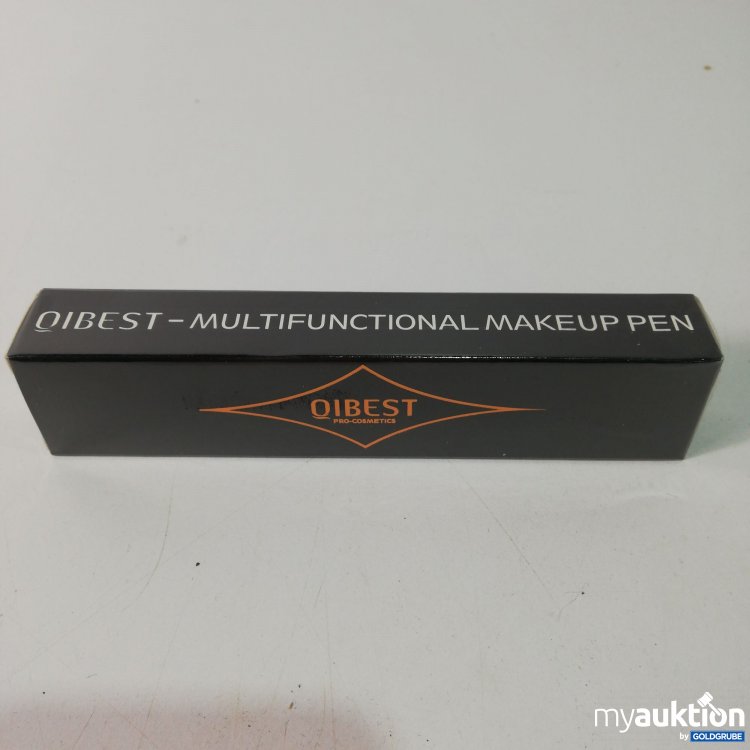 QIBEST - MULTIFUNCTIONAL MAKEUP PEN
QIBEST
PRO-COSMETICS
myauktion
by GOLDGRUBE